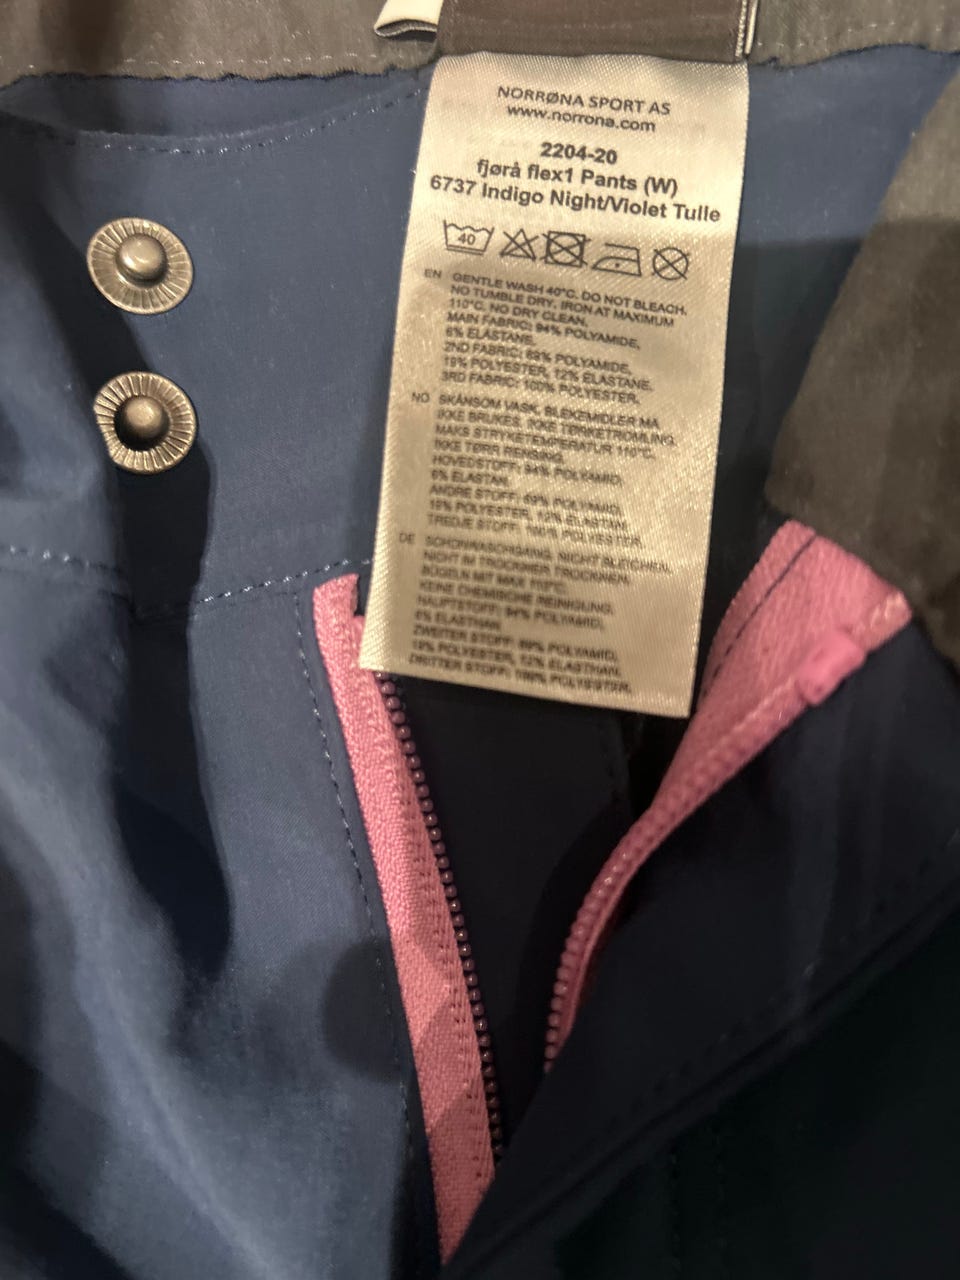 NORRØNA SPORT AS
www.norrona.com
2204-20
fjørå flex1 Pants (W)
6737 Indigo Night/Violet Tulle
40
EN GENTLE WASH 40°C. DO NOT BLEACH.
NO TUMBLE DRY. IRON AT MAXIMUM
110°C. NO DRY CLEAN.
MAIN FABRIC: 94% POLYAMIDE,
6% ELASTANE.
2ND FABRIC: 69% POLYAMIDE,
19% POLYESTER, 12% ELASTANE.
3RD FABRIC: 100% POLYESTER.
NO SKÅNSOM VASK, BLEKEMIDLER MÅ
IKKE BRUKES. IKKE TØRKETROMLING.
MAKS STRYKETEMPERATUR 110°C.
IKKE TØRR RENSING.
HOVEDSTOFF: 94% POLYAMID,
6% ELASTAN.
ANDRE STOFF: 69% POLYAMID,
19% POLYESTER, 12% ELASTAN.
TREDJE STOFF: 100% POLYESTER.
DE SCHONWASCHGANG. NICHT BLEICHEN.
NICHT IM TROCKNER TROCKNEN.
BÜGELN MIT MAX 110°C.
KEINE CHEMISCHE REINIGUNG.
HAUPTSTOFF: 94% POLYAMID,
6% ELASTHAN.
ZWEITER STOFF: 69% POLYAMID,
19% POLYESTER, 12% ELASTHAN.
DRITTER STOFF: 100% POLYESTER.